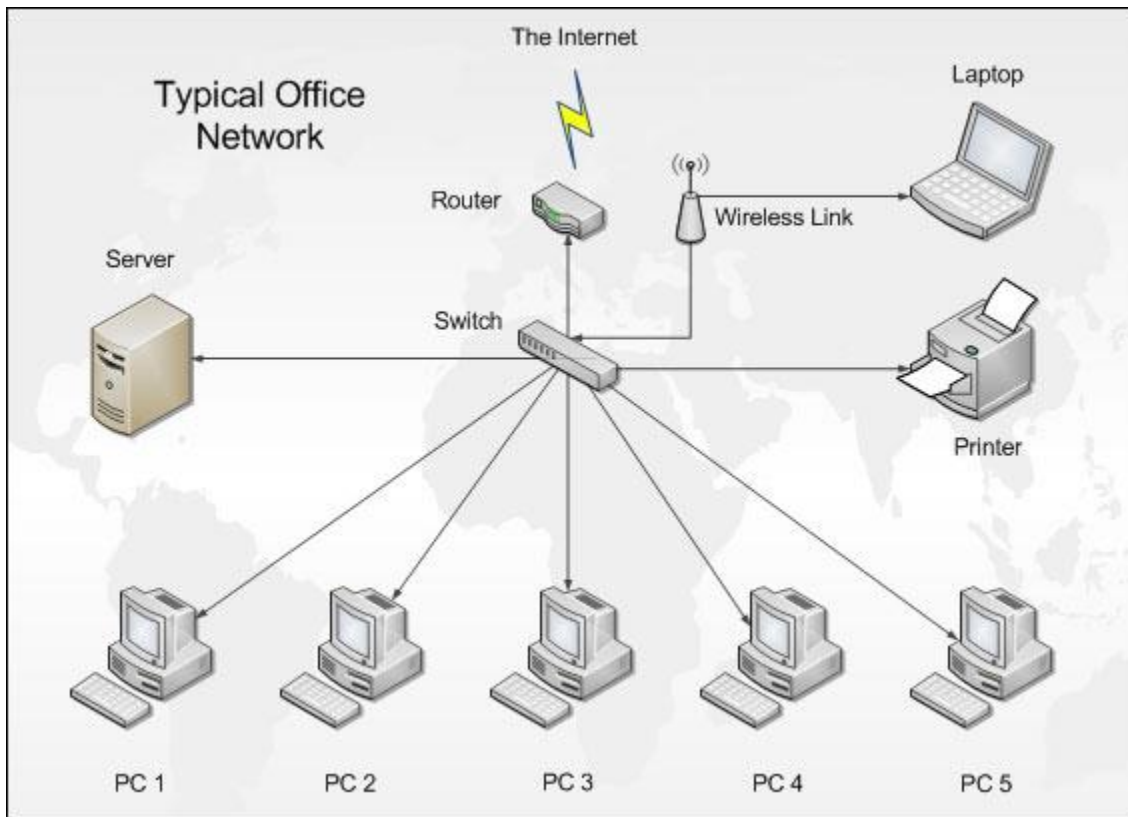 The Internet
Typical Office
Network
Laptop
Router
Wireless Link
Server
Switch
Printer
PC 1
PC 2
PC 3
PC 4
PC 5